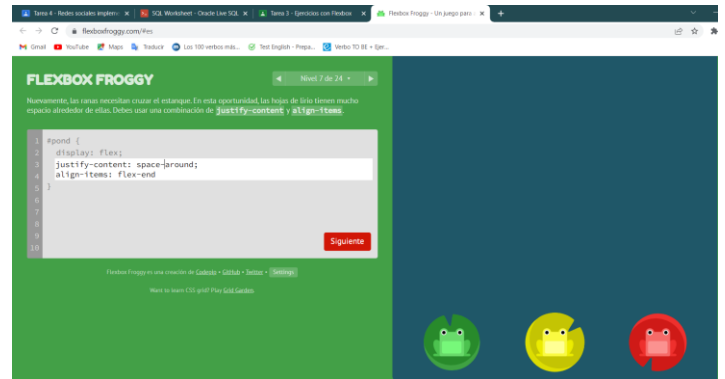 Tarea 4 - Redes sociales implem
SQL Worksheet - Oracle Live SQL
Tarea 3 - Ejercicios con Flexbox
Flexbox Froggy - Un juego para
flexboxfroggy.com/#es
Gmail YouTube Maps Traducir Los 100 verbos más... Test English - Prepa... Verbo TO BE + Ejer...
FLEXBOX FROGGY
Nivel 7 de 24
Nuevamente, las ranas necesitan cruzar el estanque. En esta oportunidad, las hojas de lirio tienen mucho
espacio alrededor de ellas. Debes usar una combinación de justify-content y align-items.
1 #pond {
2 display: flex;
3 justify-content: space-around;
4 align-items: flex-end
5 }
6
7
8
9
10
Siguiente
Flexbox Froggy es una creación de Codepip • GitHub • Twitter • Settings
Want to learn CSS grid? Play Grid Garden.